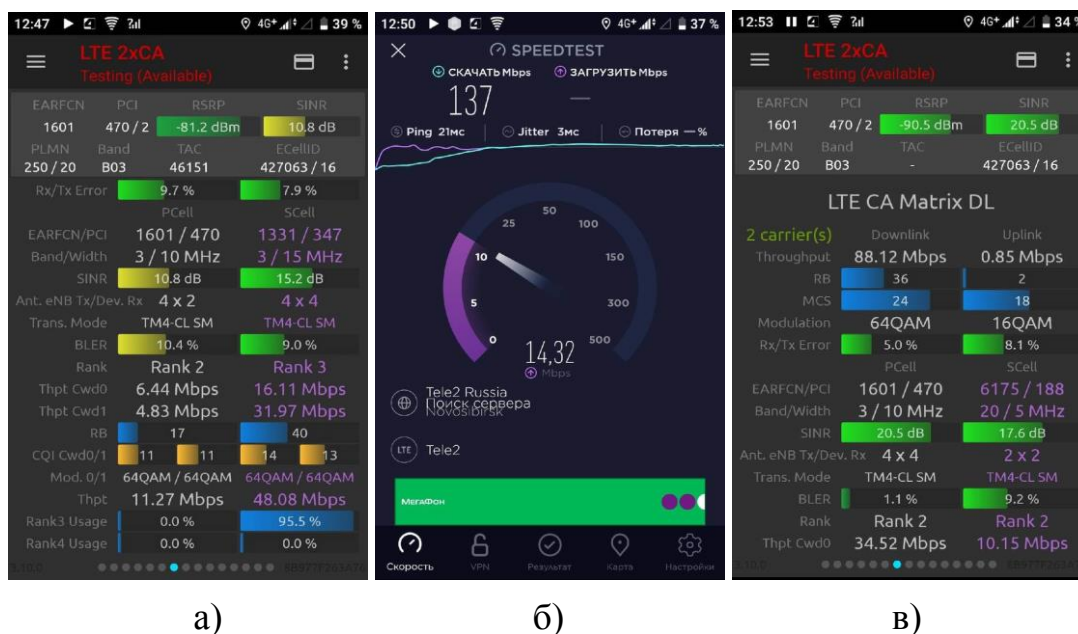 12:47 39 %
LTE 2xCA
Testing (Available)
EARFCN PCI RSRP SINR
1601 470 / 2 -81.2 dBm 10.8 dB
PLMN Band TAC ECellID
250 / 20 B03 46151 427063 / 16
Rx/Tx Error 9.7 % 7.9 %
PCell SCell
EARFCN/PCI 1601 / 470 1331 / 347
Band/Width 3 / 10 MHz 3 / 15 MHz
SINR 10.8 dB 15.2 dB
Ant. eNB Tx/Dev. Rx 4 x 2 4 x 4
Trans. Mode TM4-CL SM TM4-CL SM
BLER 10.4 % 9.0 %
Rank Rank 2 Rank 3
Thpt Cwd0 6.44 Mbps 16.11 Mbps
Thpt Cwd1 4.83 Mbps 31.97 Mbps
RB 17 40
CQI Cwd0/1 11 11 14 13
Mod. 0/1 64QAM / 64QAM 64QAM / 64QAM
Thpt 11.27 Mbps 48.08 Mbps
Rank3 Usage 0.0 % 95.5 %
Rank4 Usage 0.0 % 0.0 %
а)
12:50 4G+ 37 %
SPEEDTEST
СКАЧАТЬ Mbps ЗАГРУЗИТЬ Mbps
137 —
Ping 21мс Jitter 3мс Потеря — %
0 5 10 25 50 100 150 300 500
14,32
Mbps
Tele2 Russia
Поиск сервера
Novosibirsk
LTE Tele2
МегаФон
Скорость VPN Результат Карта Настройки
б)
12:53 4G+ 34 %
LTE 2xCA
Testing (Available)
EARFCN PCI RSRP SINR
1601 470 / 2 -90.5 dBm 20.5 dB
PLMN Band TAC ECellID
250 / 20 B03 - 427063 / 16
LTE CA Matrix DL
2 carrier(s) Downlink Uplink
Throughput 88.12 Mbps 0.85 Mbps
RB 36 2
MCS 24 18
Modulation 64QAM 16QAM
Rx/Tx Error 5.0 % 8.1 %
PCell SCell
EARFCN/PCI 1601 / 470 6175 / 188
Band/Width 3 / 10 MHz 20 / 5 MHz
SINR 20.5 dB 17.6 dB
Ant. eNB Tx/Dev. Rx 4 x 4 2 x 2
Trans. Mode TM4-CL SM TM4-CL SM
BLER 1.1 % 9.2 %
Rank Rank 2 Rank 2
Thpt Cwd0 34.52 Mbps 10.15 Mbps
в)